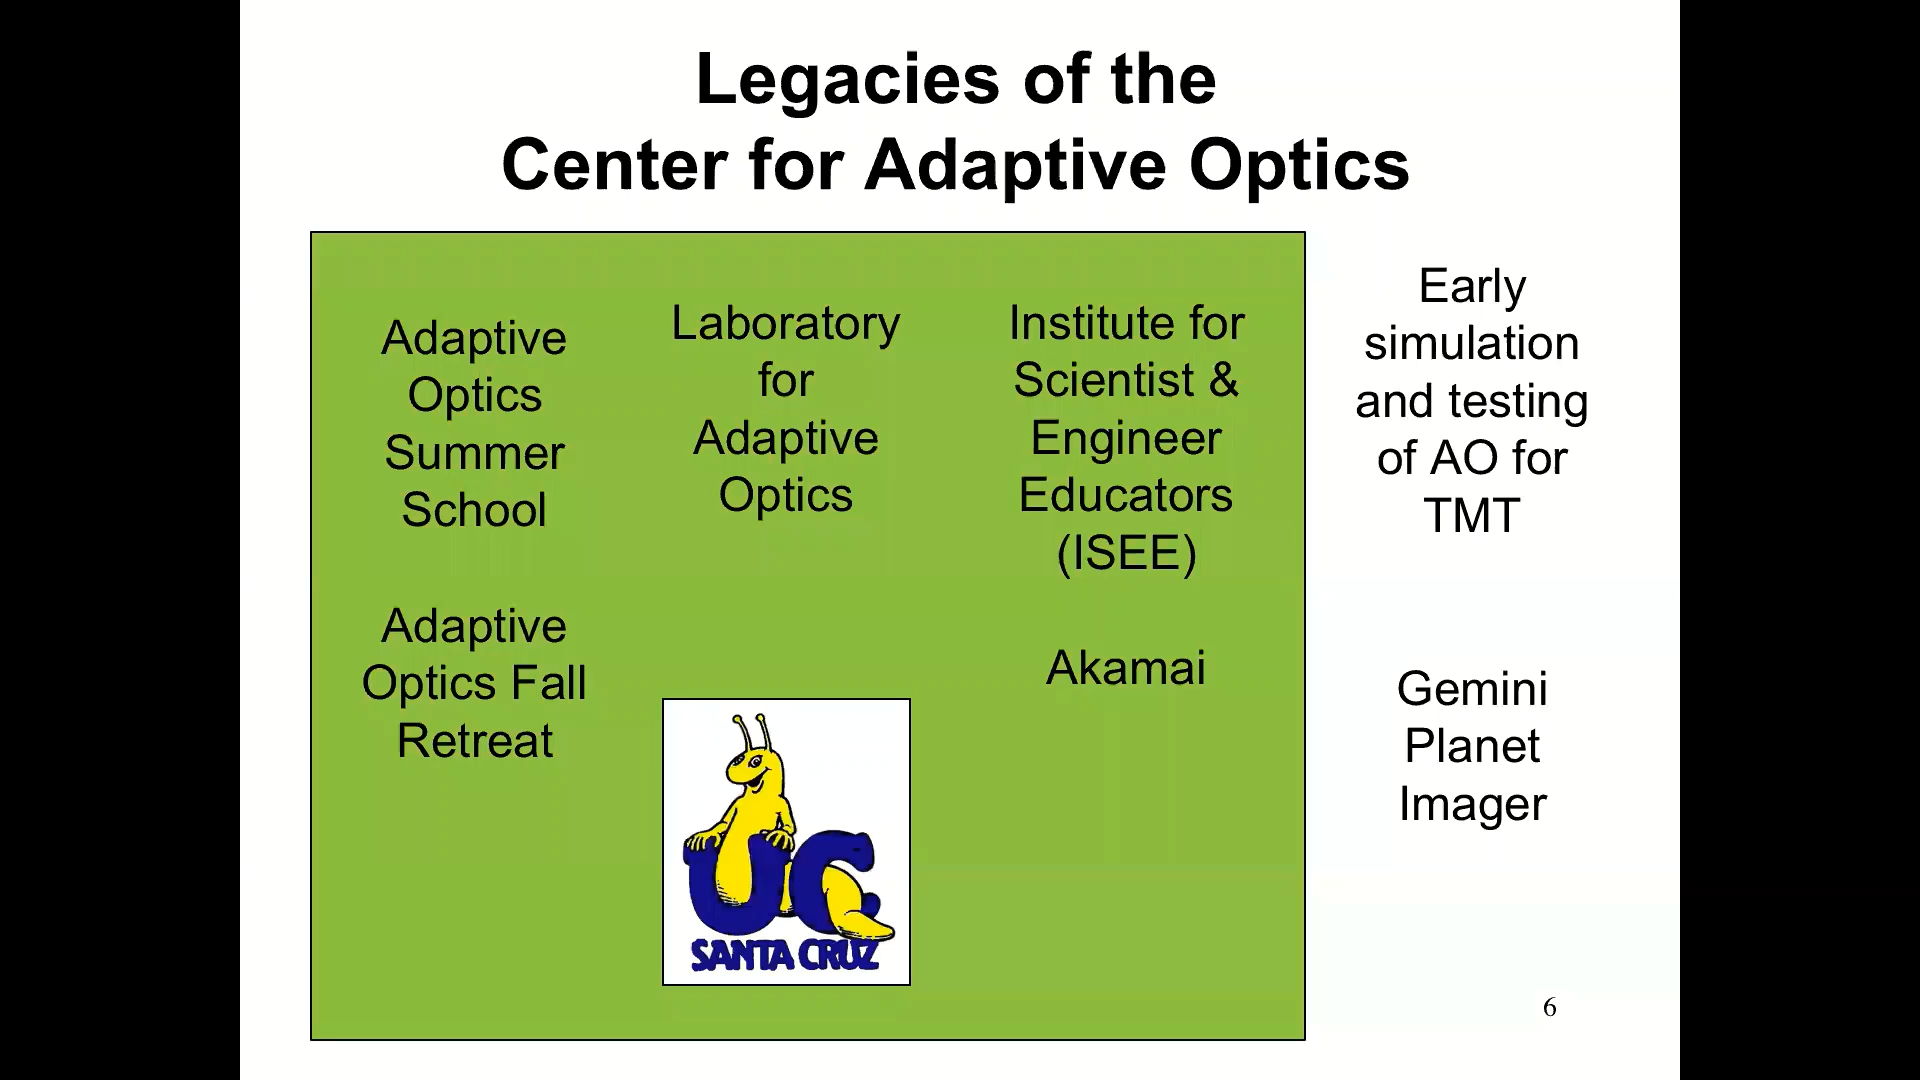 Legacies of the
Center for Adaptive Optics
Adaptive
Optics
Summer
School
Adaptive
Optics Fall
Retreat
Laboratory
for
Adaptive
Optics
UC
SANTA CRUZ
Institute for
Scientist &
Engineer
Educators
(ISEE)
Akamai
Early
simulation
and testing
of AO for
TMT
Gemini
Planet
Imager
6